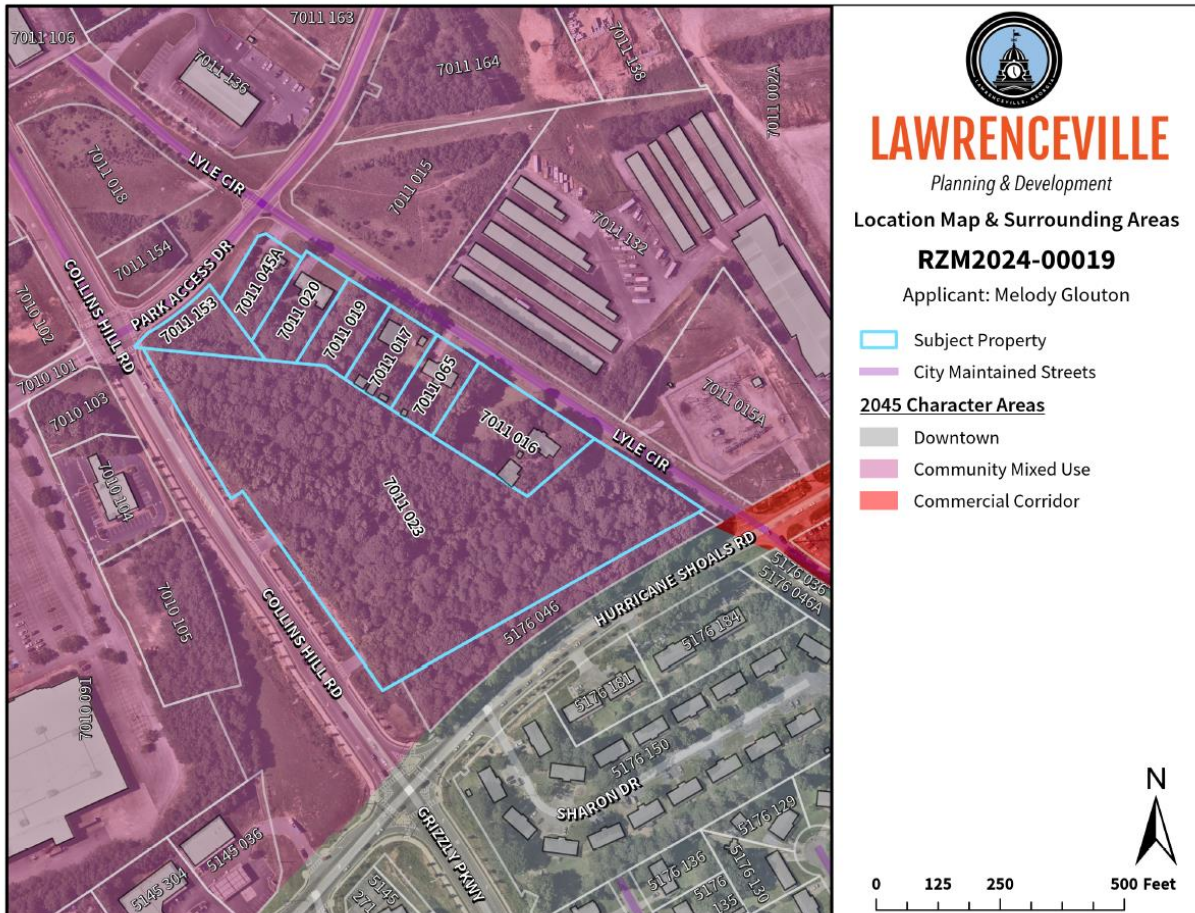 7011 106
7011 163
7011 136
7011 164
7011 138
7011 002A
7011 018
LYLE CIR
7011 015
7011 132
7011 154
PARK ACCESS DR
COLLINS HILL RD
7010 102
7011 153
7011 045A
7011 020
7011 019
7011 017
7011 065
7011 016
7011 015A
LYLE CIR
7010 101
7010 103
7010 104
7011 023
7010 105
COLLINS HILL RD
5176 046
HURRICANE SHOALS RD
5176 036
5176 046A
5176 184
5176 181
5176 150
SHARON DR
7010 091
GRIZZLY PKWY
5145 036
5145 304
5145
271
5176 129
5176 136
5176 130
5176
135
LAWRENCEVILLE, GEORGIA
LAWRENCEVILLE
Planning & Development
Location Map & Surrounding Areas
RZM2024-00019
Applicant: Melody Glouton
Subject Property
City Maintained Streets
2045 Character Areas
Downtown
Community Mixed Use
Commercial Corridor
N
0 125 250 500 Feet